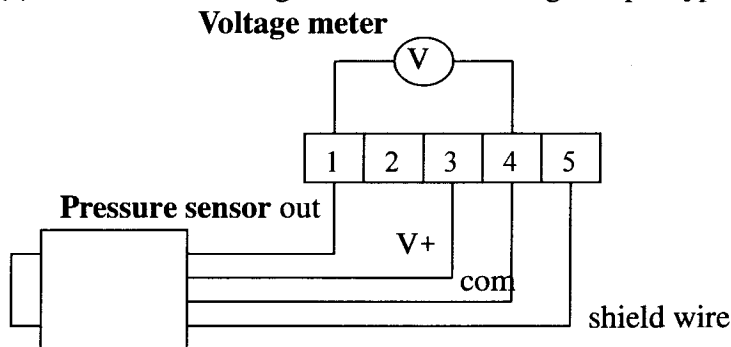 Voltage meter
V
1 2 3 4 5
Pressure sensor out
V+
com
shield wire